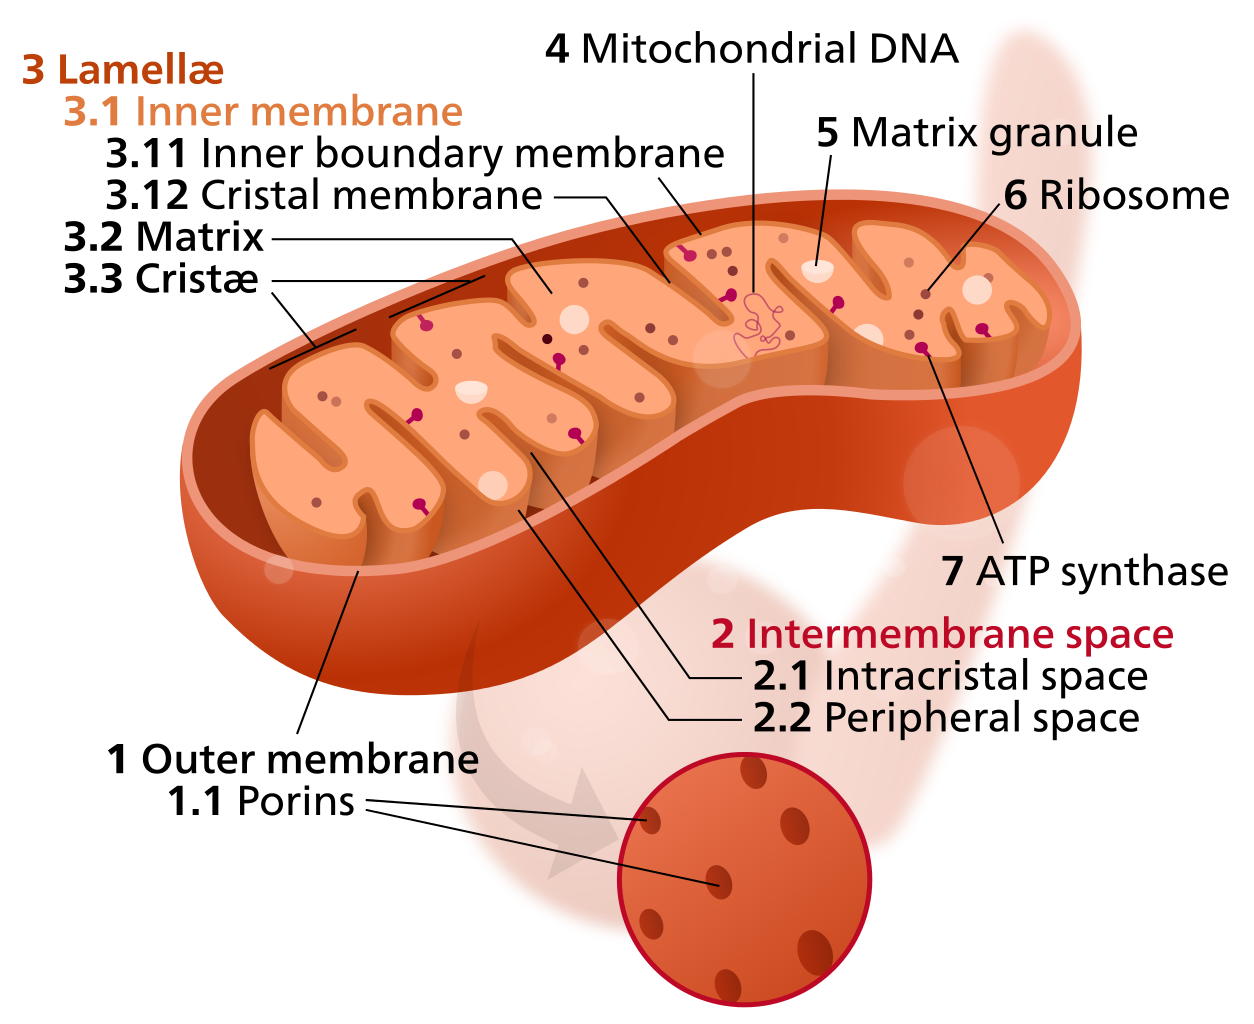 3 Lamellæ
3.1 Inner membrane
3.11 Inner boundary membrane
3.12 Cristal membrane
3.2 Matrix
3.3 Cristæ
4 Mitochondrial DNA
5 Matrix granule
6 Ribosome
7 ATP synthase
2 Intermembrane space
2.1 Intracristal space
2.2 Peripheral space
1 Outer membrane
1.1 Porins